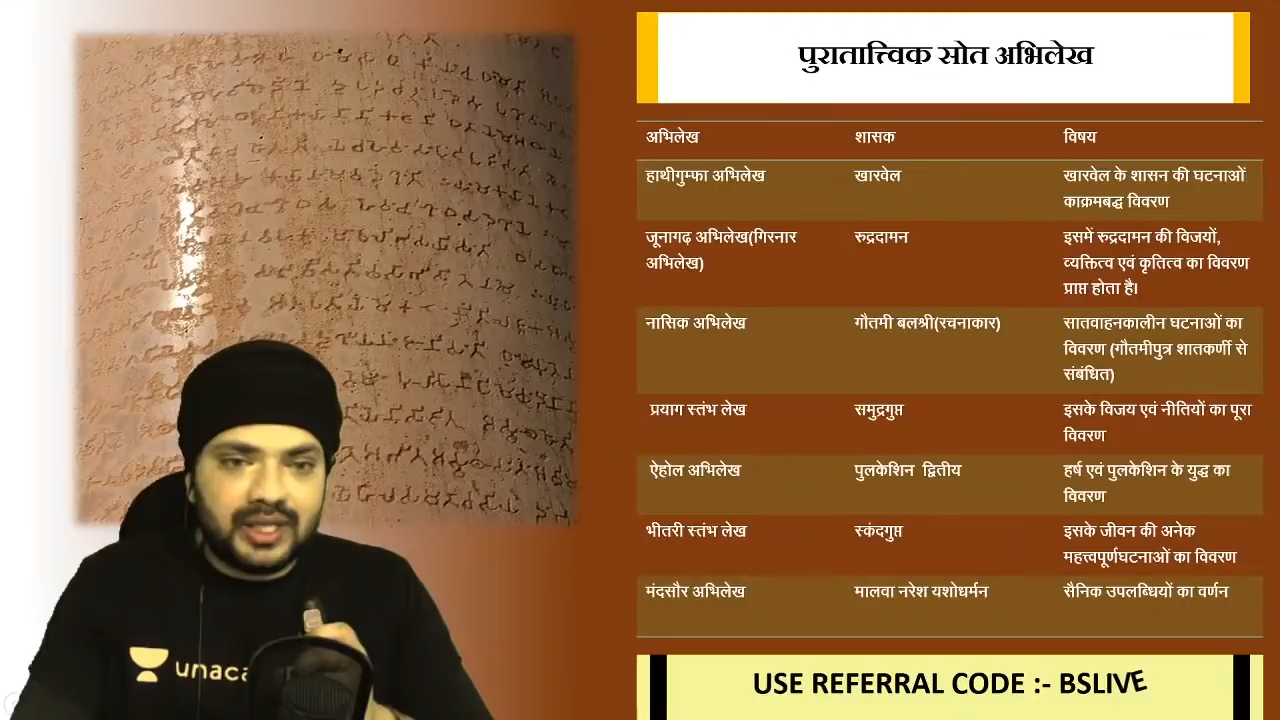 पुरातात्त्विक सोत अभिलेख
अभिलेख शासक विषय
हाथीगुम्फा अभिलेख खारवेल खारवेल के शासन की घटनाओं
काक्रमबद्ध विवरण
जूनागढ़ अभिलेख(गिरनार रुद्रदामन इसमें रुद्रदामन की विजयों,
अभिलेख) व्यक्तित्व एवं कृतित्व का विवरण
प्राप्त होता है।
नासिक अभिलेख गौतमी बलश्री(रचनाकार) सातवाहनकालीन घटनाओं का
विवरण (गौतमीपुत्र शातकर्णी से
संबंधित)
प्रयाग स्तंभ लेख समुद्रगुप्त इसके विजय एवं नीतियों का पूरा
विवरण
ऐहोल अभिलेख पुलकेशिन द्वितीय हर्ष एवं पुलकेशिन के युद्ध का
विवरण
भीतरी स्तंभ लेख स्कंदगुप्त इसके जीवन की अनेक
महत्त्वपूर्णघटनाओं का विवरण
मंदसौर अभिलेख मालवा नरेश यशोधर्मन सैनिक उपलब्धियों का वर्णन
unaca
USE REFERRAL CODE :- BSLIVE